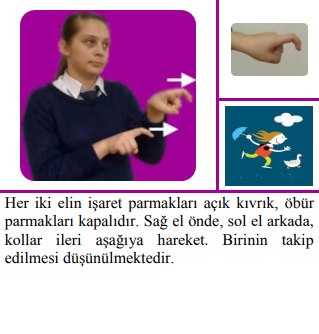 Her iki elin işaret parmakları açık kıvrık, öbür
parmakları kapalıdır. Sağ el önde, sol el arkada,
kollar ileri aşağıya hareket. Birinin takip
edilmesi düşünülmektedir.